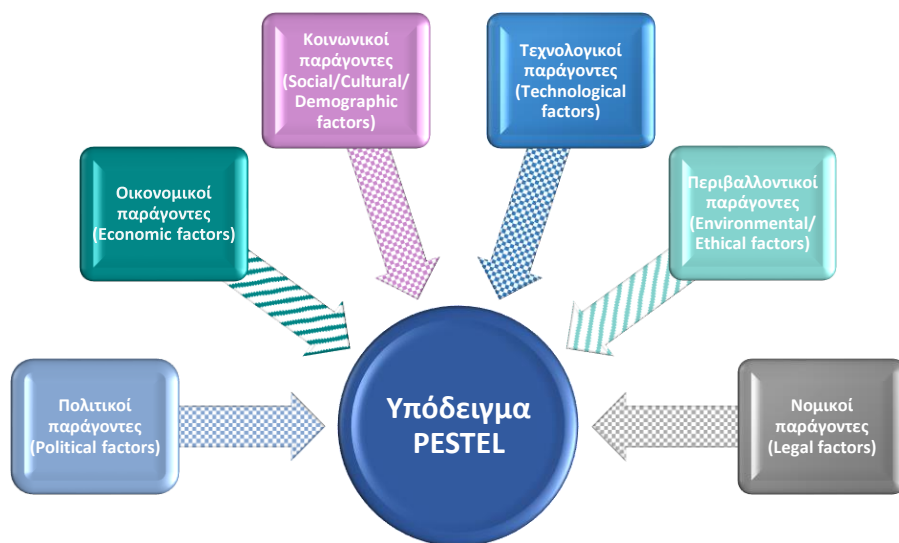 Κοινωνικοί
παράγοντες
(Social/Cultural/
Demographic
factors)
Τεχνολογικοί
παράγοντες
(Technological
factors)
Οικονομικοί
παράγοντες
(Economic factors)
Περιβαλλοντικοί
παράγοντες
(Environmental/
Ethical factors)
Πολιτικοί
παράγοντες
(Political factors)
Υπόδειγμα
PESTEL
Νομικοί
παράγοντες
(Legal factors)